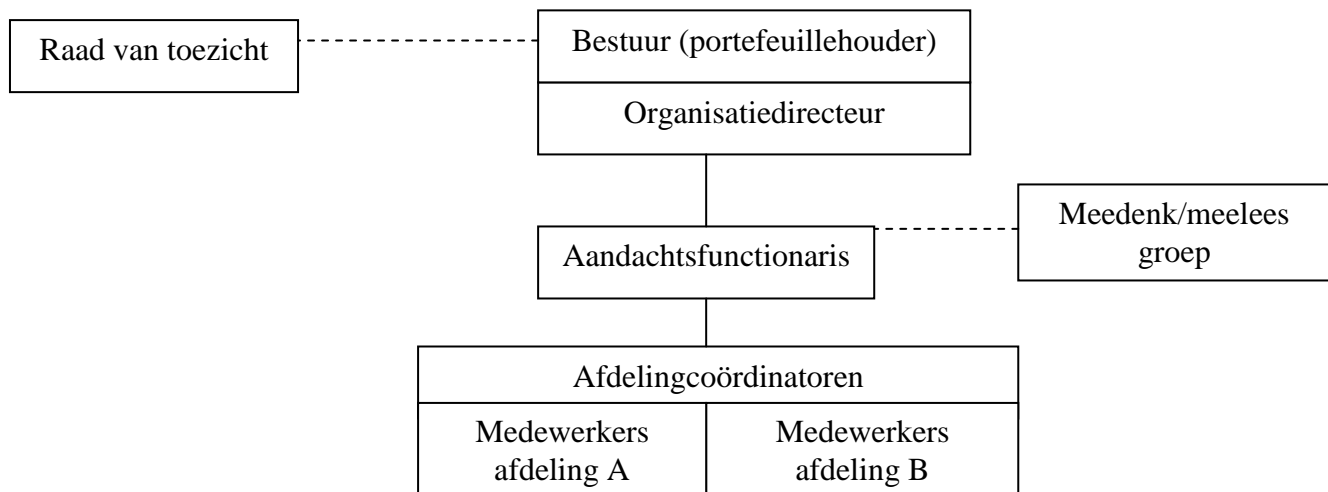 Raad van toezicht
Bestuur (portefeuillehouder)
Organisatiedirecteur
Aandachtsfunctionaris
Meedenk/meelees
groep
Afdelingcoördinatoren
Medewerkers
afdeling A
Medewerkers
afdeling B